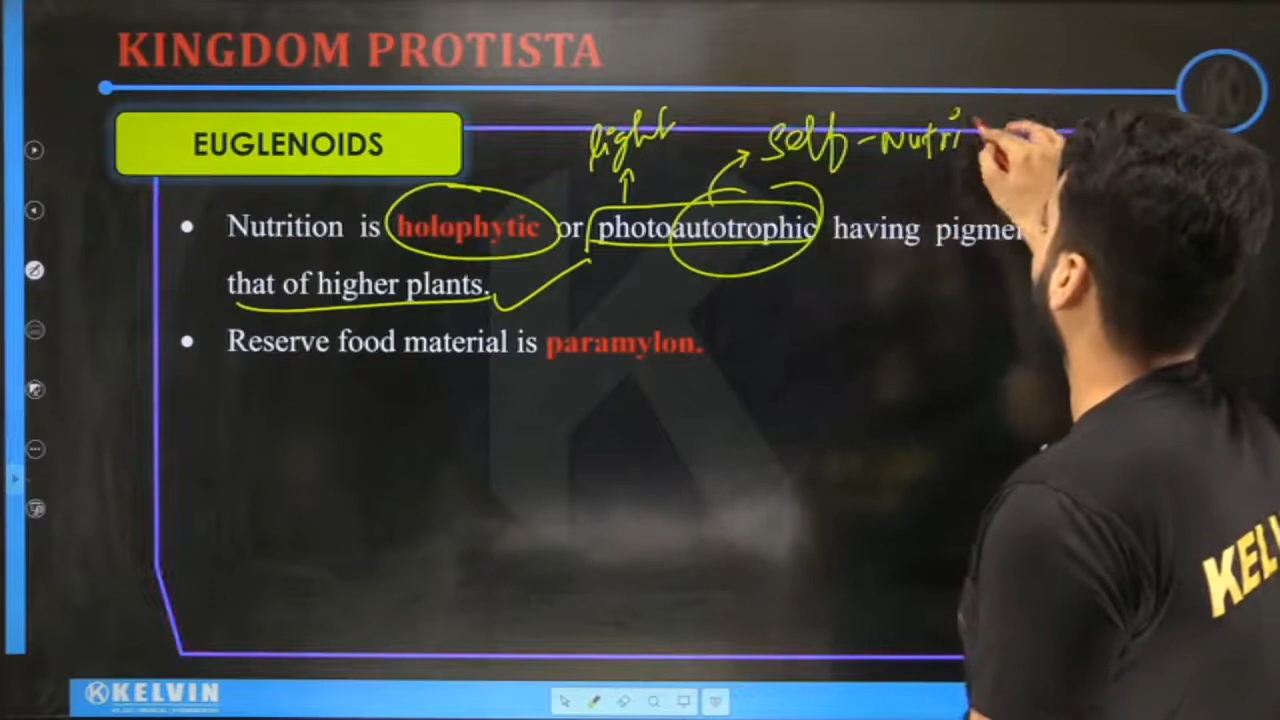 KINGDOM PROTISTA
EUGLENOIDS
light
self-nutri
• Nutrition is holophytic or photoautotrophic having pigme
that of higher plants.
• Reserve food material is paramylon.
KELVIN
KEL